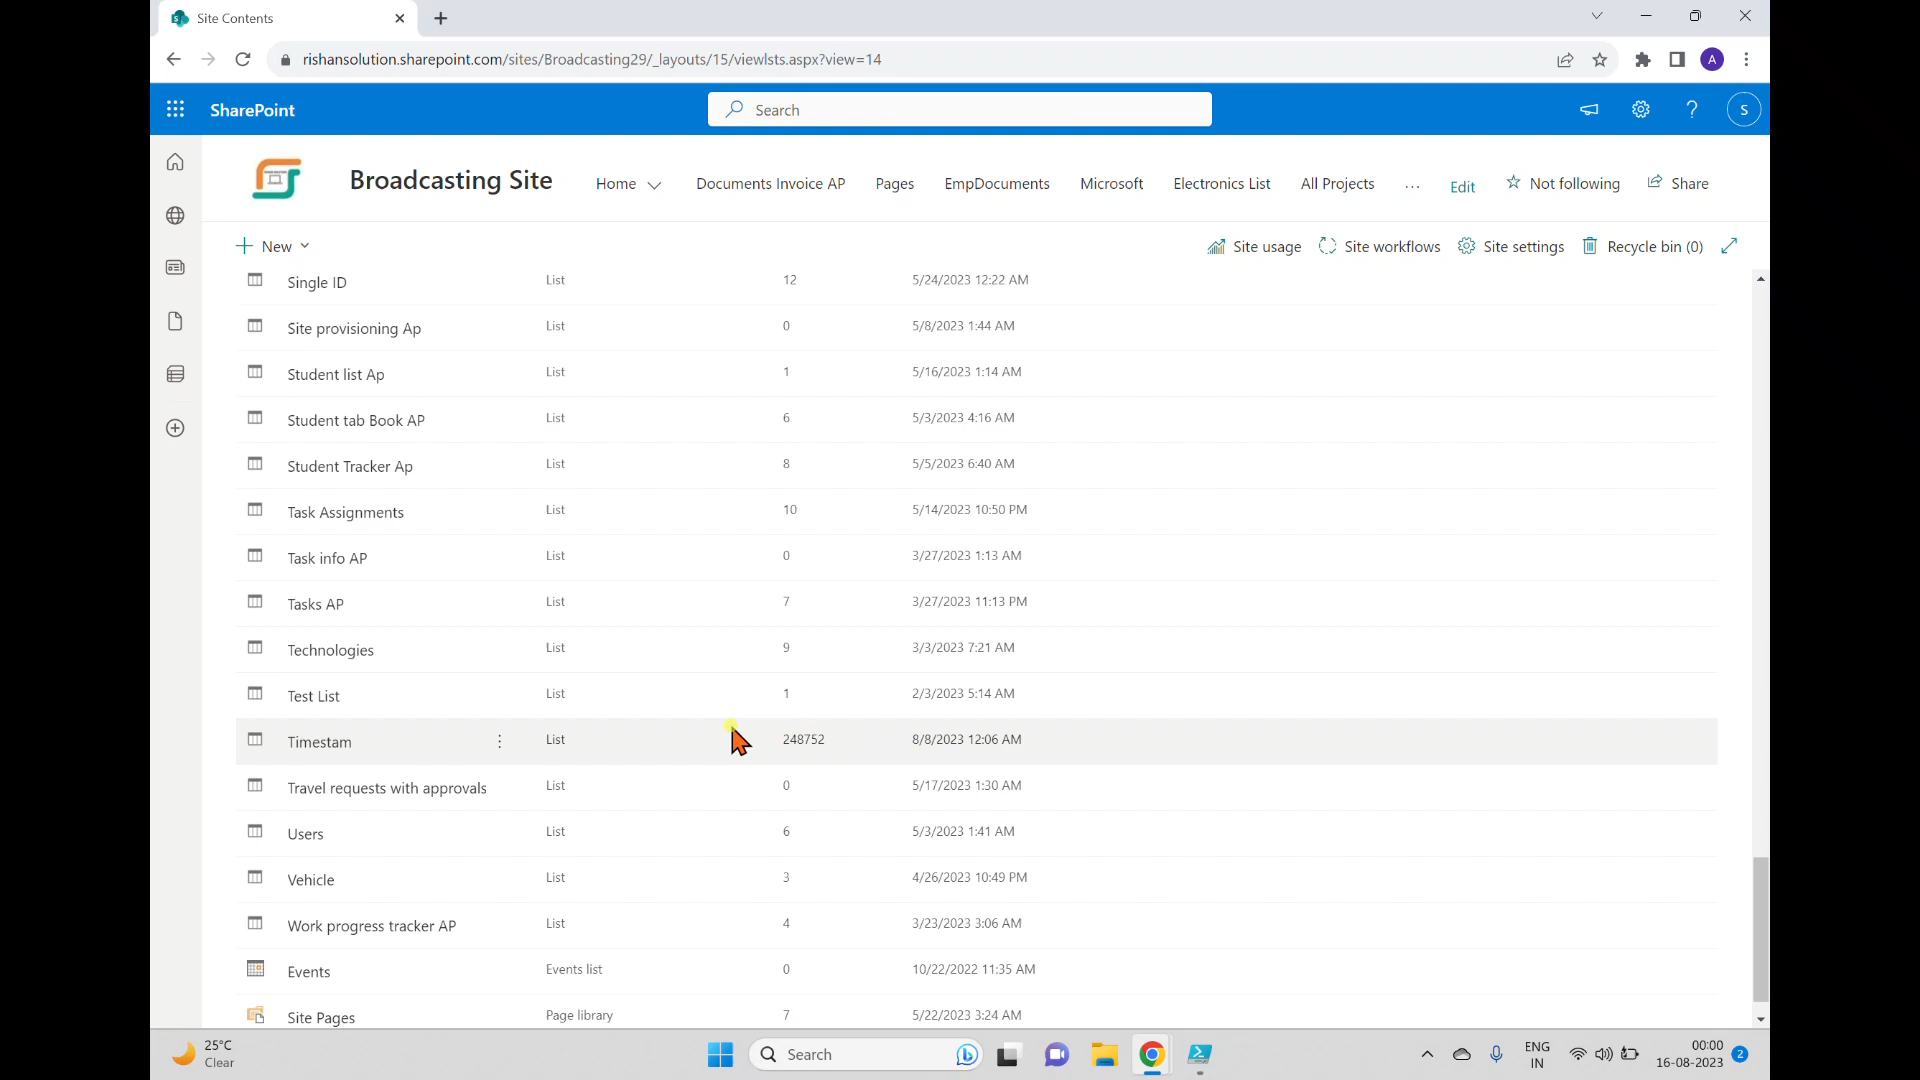 Site Contents
rishansolution.sharepoint.com/sites/Broadcasting29/_layouts/15/viewlsts.aspx?view=14
A
SharePoint
Search
S
Broadcasting Site
Home
Documents Invoice AP
Pages
EmpDocuments
Microsoft
Electronics List
All Projects
...
Edit
Not following
Share
New
Site usage
Site workflows
Site settings
Recycle bin (0)
Single ID List 12 5/24/2023 12:22 AM
Site provisioning Ap List 0 5/8/2023 1:44 AM
Student list Ap List 1 5/16/2023 1:14 AM
Student tab Book AP List 6 5/3/2023 4:16 AM
Student Tracker Ap List 8 5/5/2023 6:40 AM
Task Assignments List 10 5/14/2023 10:50 PM
Task info AP List 0 3/27/2023 1:13 AM
Tasks AP List 7 3/27/2023 11:13 PM
Technologies List 9 3/3/2023 7:21 AM
Test List List 1 2/3/2023 5:14 AM
Timestam List 248752 8/8/2023 12:06 AM
Travel requests with approvals List 0 5/17/2023 1:30 AM
Users List 6 5/3/2023 1:41 AM
Vehicle List 3 4/26/2023 10:49 PM
Work progress tracker AP List 4 3/23/2023 3:06 AM
Events Events list 0 10/22/2022 11:35 AM
Site Pages Page library 7 5/22/2023 3:24 AM
25°C
Clear
Search
ENG
IN
00:00
16-08-2023
2